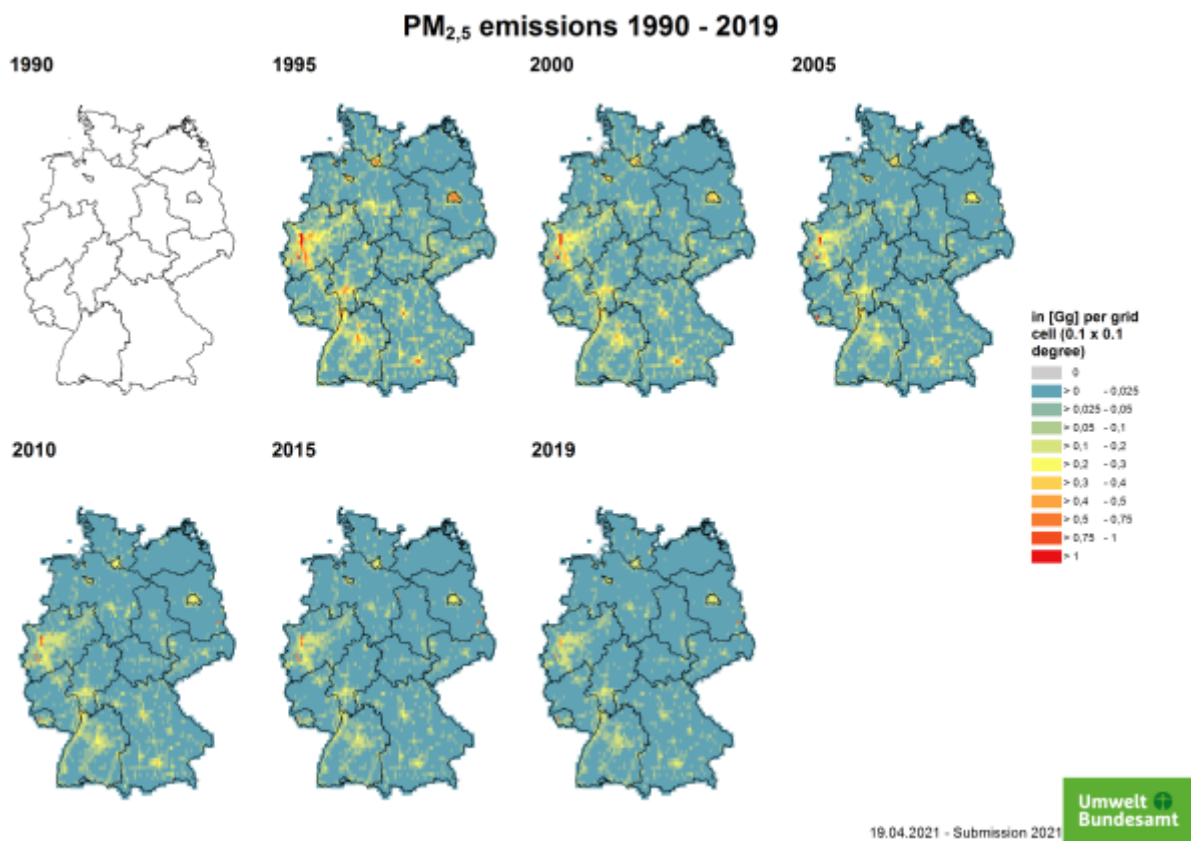 PM2,5 emissions 1990 - 2019
1990
1995
2000
2005
in [Gg] per grid
cell (0.1 x 0.1
degree)
0
> 0 - 0,025
> 0,025 - 0,05
> 0,05 - 0,1
> 0,1 - 0,2
> 0,2 - 0,3
> 0,3 - 0,4
> 0,4 - 0,5
> 0,5 - 0,75
> 0,75 - 1
> 1
2010
2015
2019
19.04.2021 - Submission 2021
Umwelt
Bundesamt